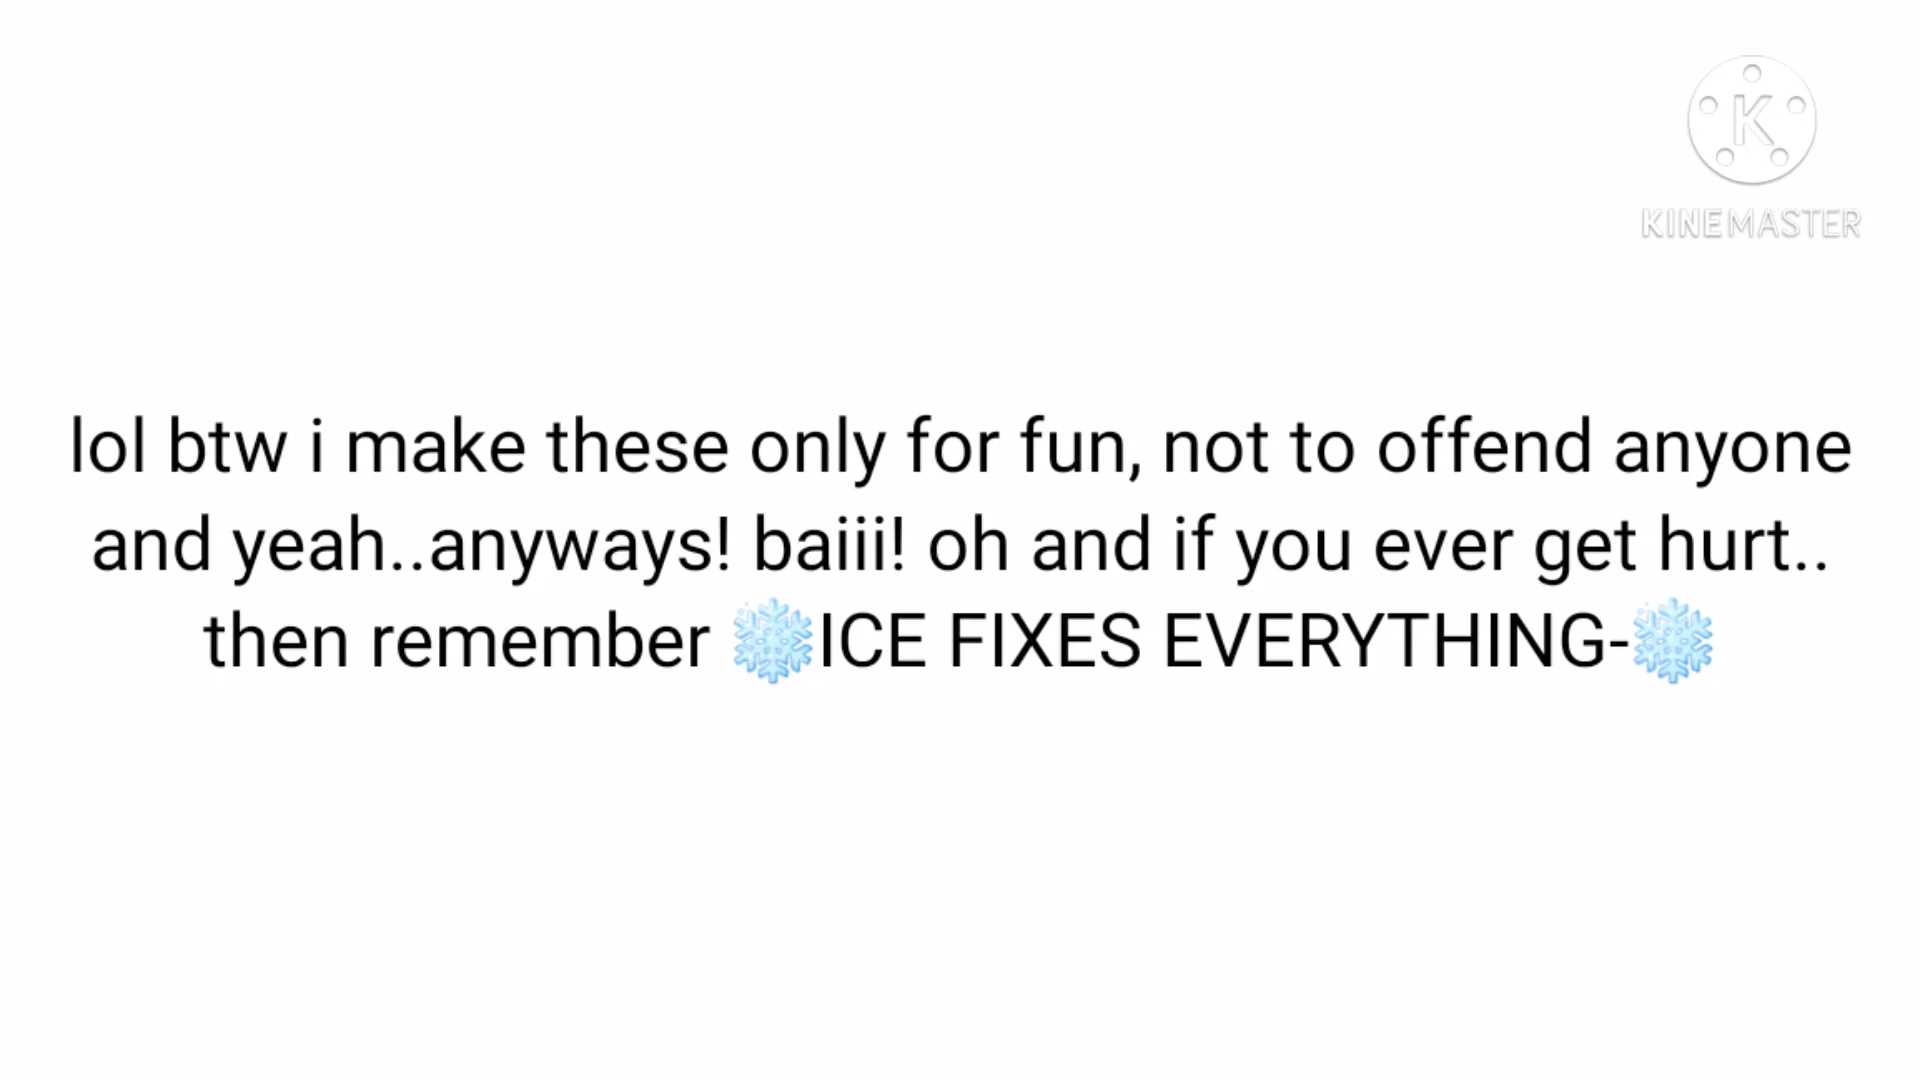 K
KINEMASTER
lol btw i make these only for fun, not to offend anyone
and yeah..anyways! baiii! oh and if you ever get hurt..
then remember ❄️ICE FIXES EVERYTHING-❄️